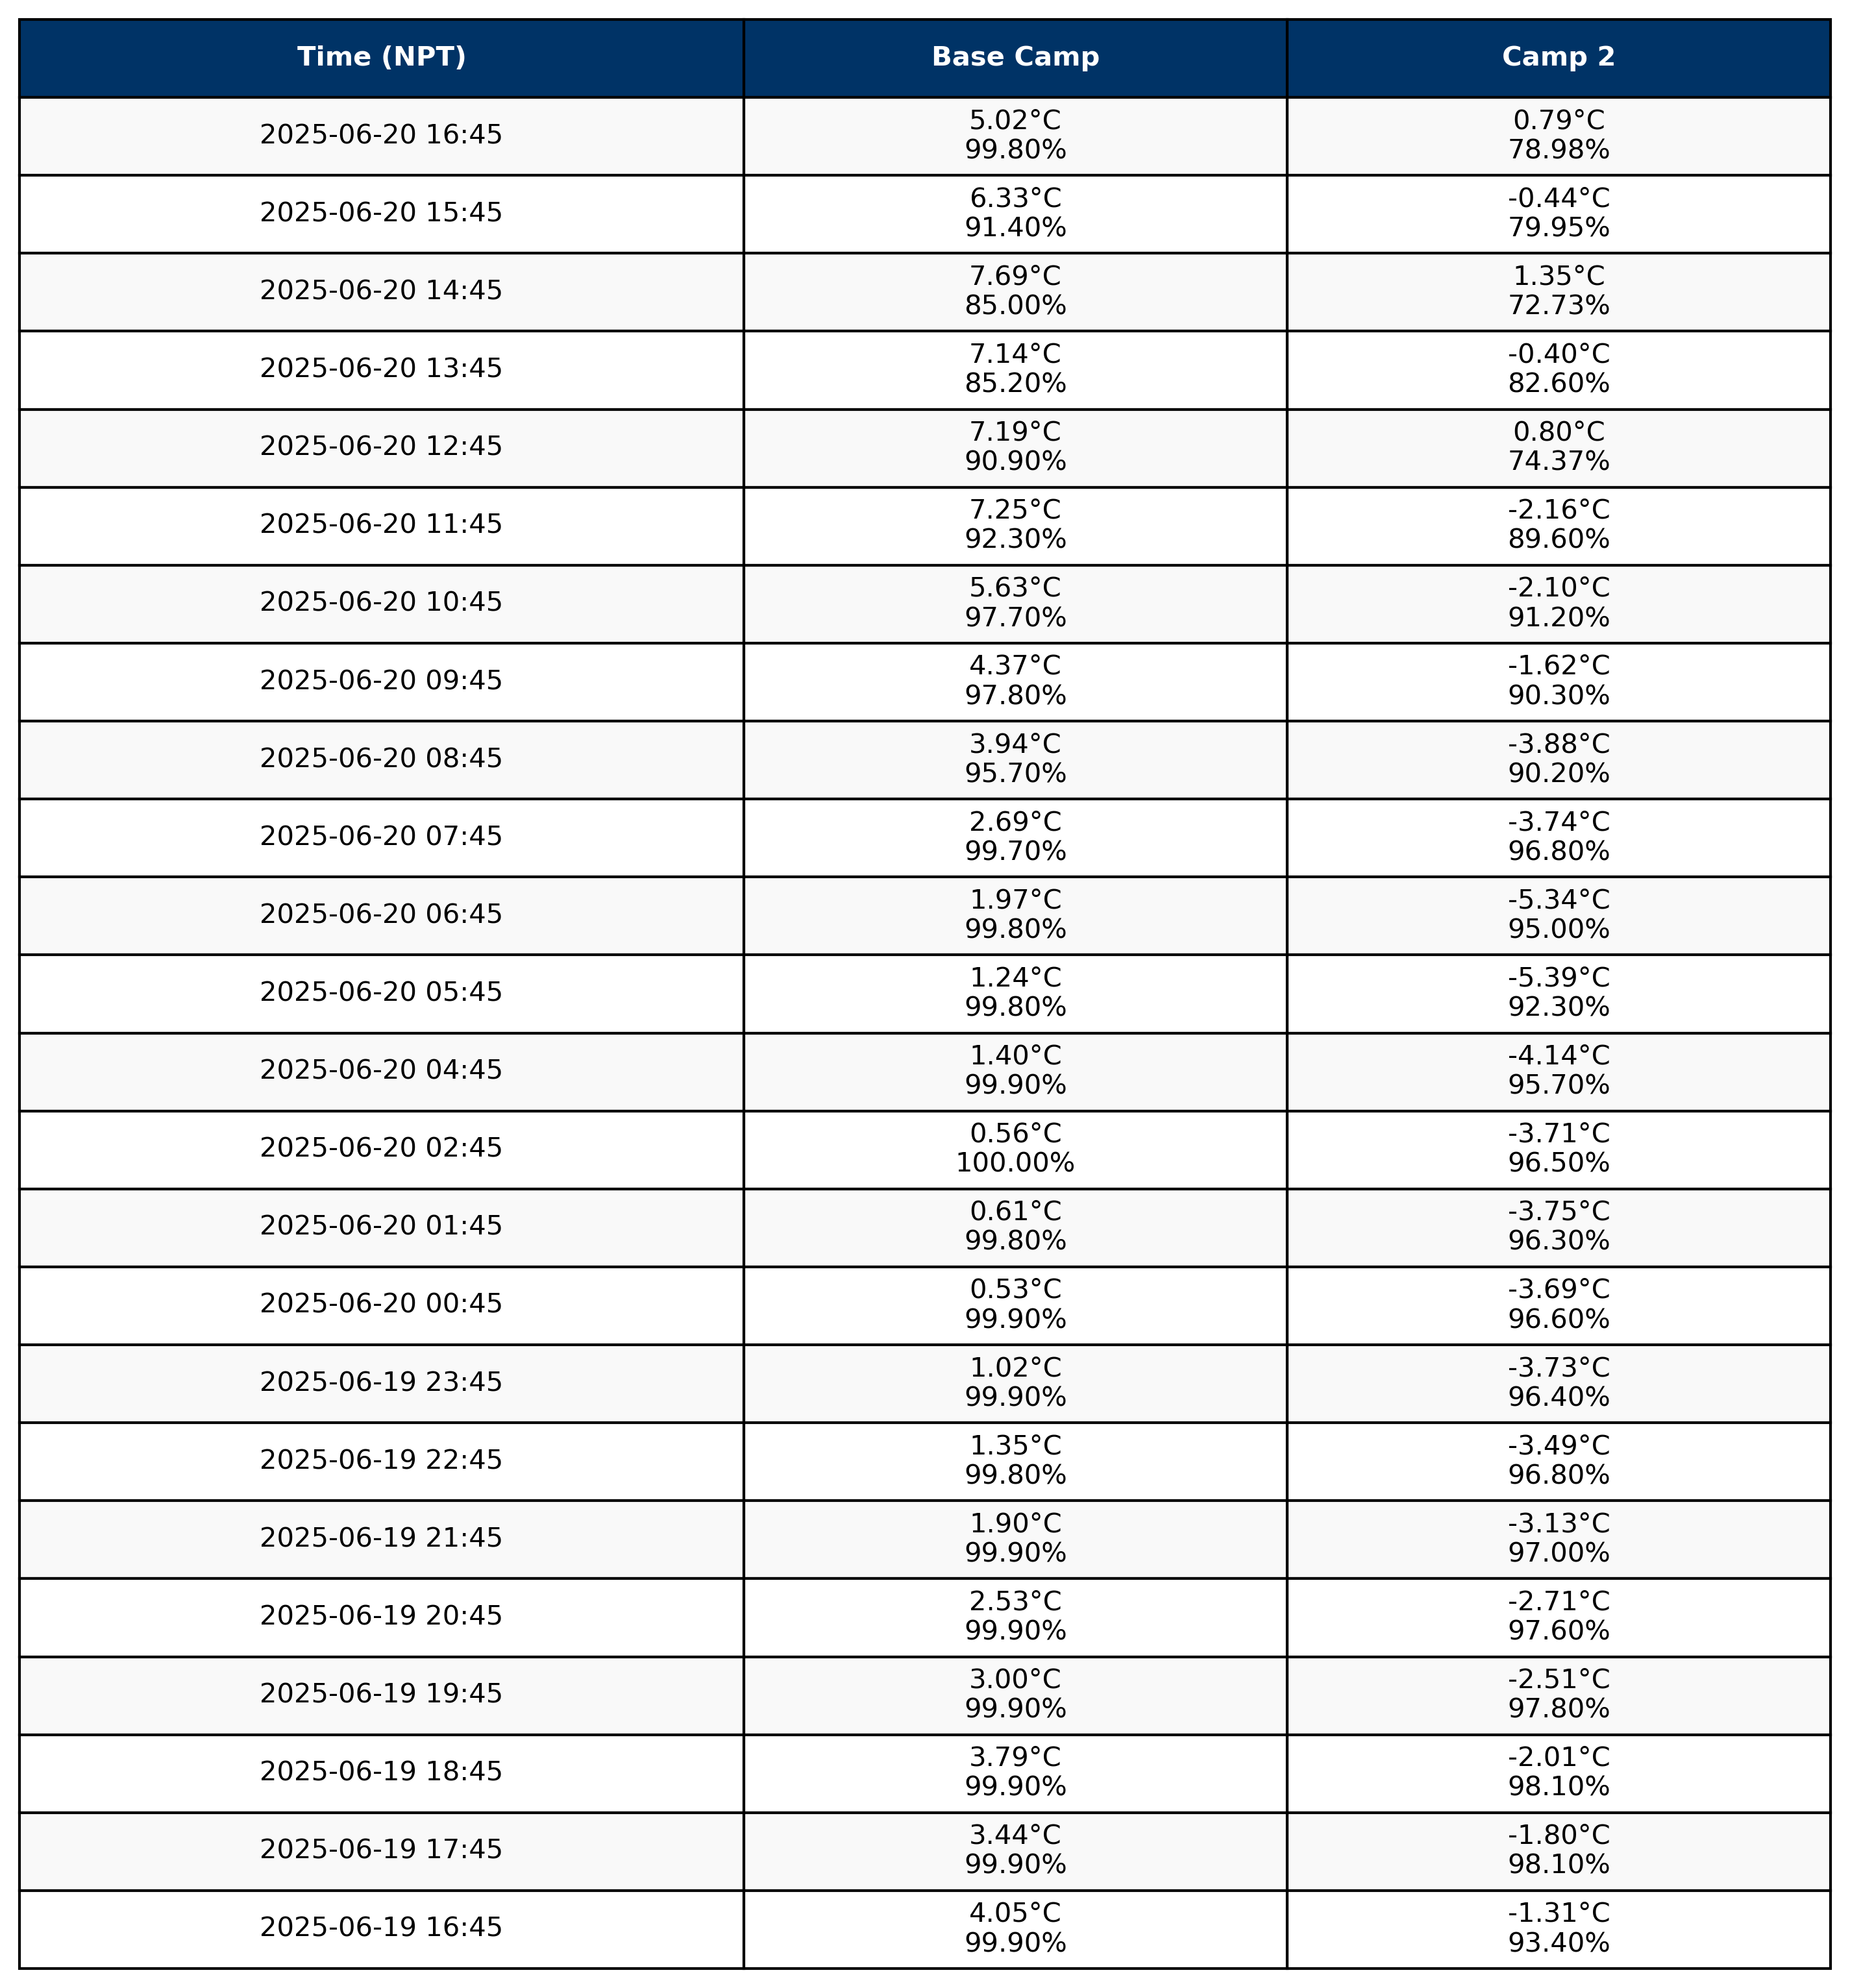 Time (NPT) Base Camp Camp 2
2025-06-20 16:45 5.02°C 0.79°C
99.80% 78.98%
2025-06-20 15:45 6.33°C -0.44°C
91.40% 79.95%
2025-06-20 14:45 7.69°C 1.35°C
85.00% 72.73%
2025-06-20 13:45 7.14°C -0.40°C
85.20% 82.60%
2025-06-20 12:45 7.19°C 0.80°C
90.90% 74.37%
2025-06-20 11:45 7.25°C -2.16°C
92.30% 89.60%
2025-06-20 10:45 5.63°C -2.10°C
97.70% 91.20%
2025-06-20 09:45 4.37°C -1.62°C
97.80% 90.30%
2025-06-20 08:45 3.94°C -3.88°C
95.70% 90.20%
2025-06-20 07:45 2.69°C -3.74°C
99.70% 96.80%
2025-06-20 06:45 1.97°C -5.34°C
99.80% 95.00%
2025-06-20 05:45 1.24°C -5.39°C
99.80% 92.30%
2025-06-20 04:45 1.40°C -4.14°C
99.90% 95.70%
2025-06-20 02:45 0.56°C -3.71°C
100.00% 96.50%
2025-06-20 01:45 0.61°C -3.75°C
99.80% 96.30%
2025-06-20 00:45 0.53°C -3.69°C
99.90% 96.60%
2025-06-19 23:45 1.02°C -3.73°C
99.90% 96.40%
2025-06-19 22:45 1.35°C -3.49°C
99.80% 96.80%
2025-06-19 21:45 1.90°C -3.13°C
99.90% 97.00%
2025-06-19 20:45 2.53°C -2.71°C
99.90% 97.60%
2025-06-19 19:45 3.00°C -2.51°C
99.90% 97.80%
2025-06-19 18:45 3.79°C -2.01°C
99.90% 98.10%
2025-06-19 17:45 3.44°C -1.80°C
99.90% 98.10%
2025-06-19 16:45 4.05°C -1.31°C
99.90% 93.40%